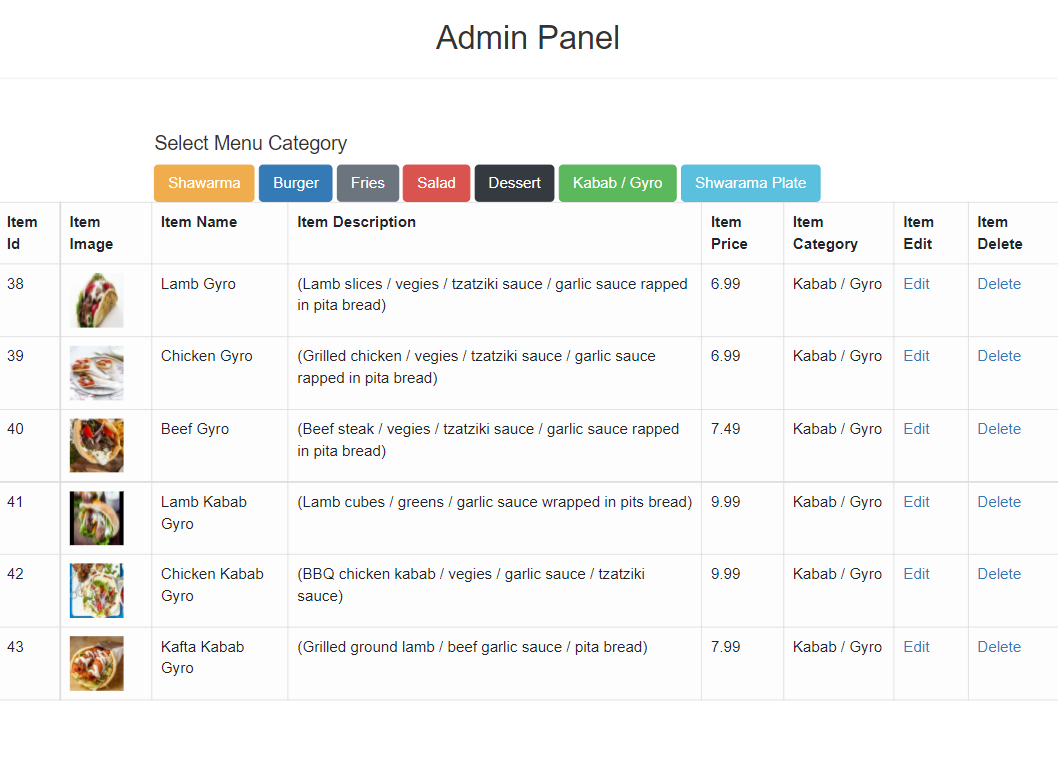 Admin Panel
Select Menu Category
Shawarma Burger Fries Salad Dessert Kabab / Gyro Shwarama Plate
Item Id Item Image Item Name Item Description Item Price Item Category Item Edit Item Delete
38 Lamb Gyro (Lamb slices / vegies / tzatziki sauce / garlic sauce rapped 6.99 Kabab / Gyro Edit Delete
in pita bread)
39 Chicken Gyro (Grilled chicken / vegies / tzatziki sauce / garlic sauce 6.99 Kabab / Gyro Edit Delete
rapped in pita bread)
40 Beef Gyro (Beef steak / vegies / tzatziki sauce / garlic sauce rapped 7.49 Kabab / Gyro Edit Delete
in pita bread)
41 Lamb Kabab (Lamb cubes / greens / garlic sauce wrapped in pits bread) 9.99 Kabab / Gyro Edit Delete
Gyro
42 Chicken Kabab (BBQ chicken kabab / vegies / garlic sauce / tzatziki 9.99 Kabab / Gyro Edit Delete
Gyro sauce)
43 Kafta Kabab (Grilled ground lamb / beef garlic sauce / pita bread) 7.99 Kabab / Gyro Edit Delete
Gyro